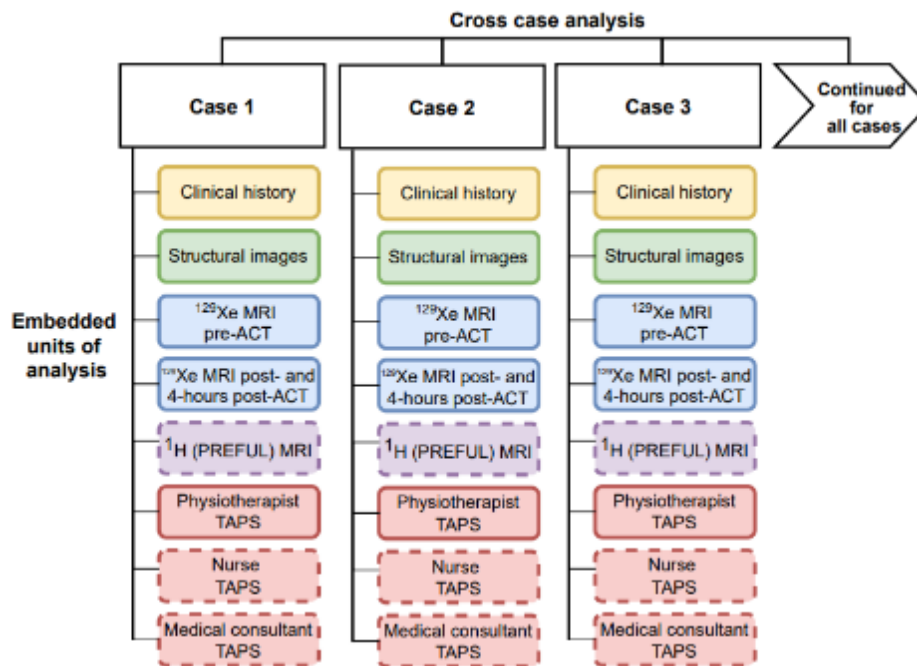 Cross case analysis
Case 1
Case 2
Case 3
Continued
for
all cases
Embedded
units of
analysis
Clinical history
Structural images
¹²⁹Xe MRI
pre-ACT
¹²⁹Xe MRI post- and
4-hours post-ACT
¹H (PREFUL) MRI
Physiotherapist
TAPS
Nurse
TAPS
Medical consultant
TAPS
Clinical history
Structural images
¹²⁹Xe MRI
pre-ACT
¹²⁹Xe MRI post- and
4-hours post-ACT
¹H (PREFUL) MRI
Physiotherapist
TAPS
Nurse
TAPS
Medical consultant
TAPS
Clinical history
Structural images
¹²⁹Xe MRI
pre-ACT
¹²⁹Xe MRI post- and
4-hours post-ACT
¹H (PREFUL) MRI
Physiotherapist
TAPS
Nurse
TAPS
Medical consultant
TAPS